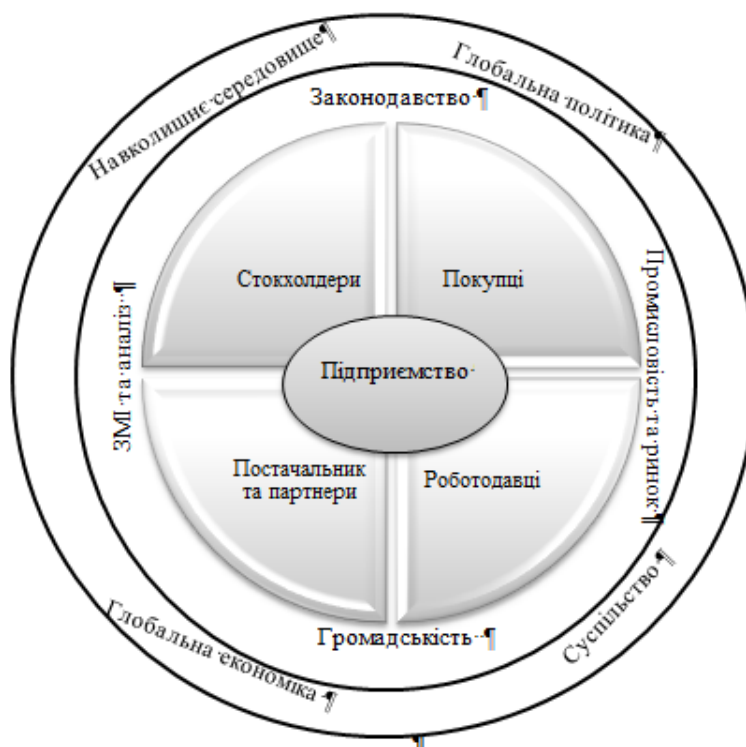 Навколишнє·середовище¶
Глобальна·політика¶
Законодавство·¶
Стокхолдери
Покупці
ЗМІ·та·аналіз··¶
Промисловість·та·ринок·¶
Підприємство·
Постачальник
та партнери
Роботодавці
Суспільство·¶
Громадськість··¶
Глобальна·економіка·¶
¶